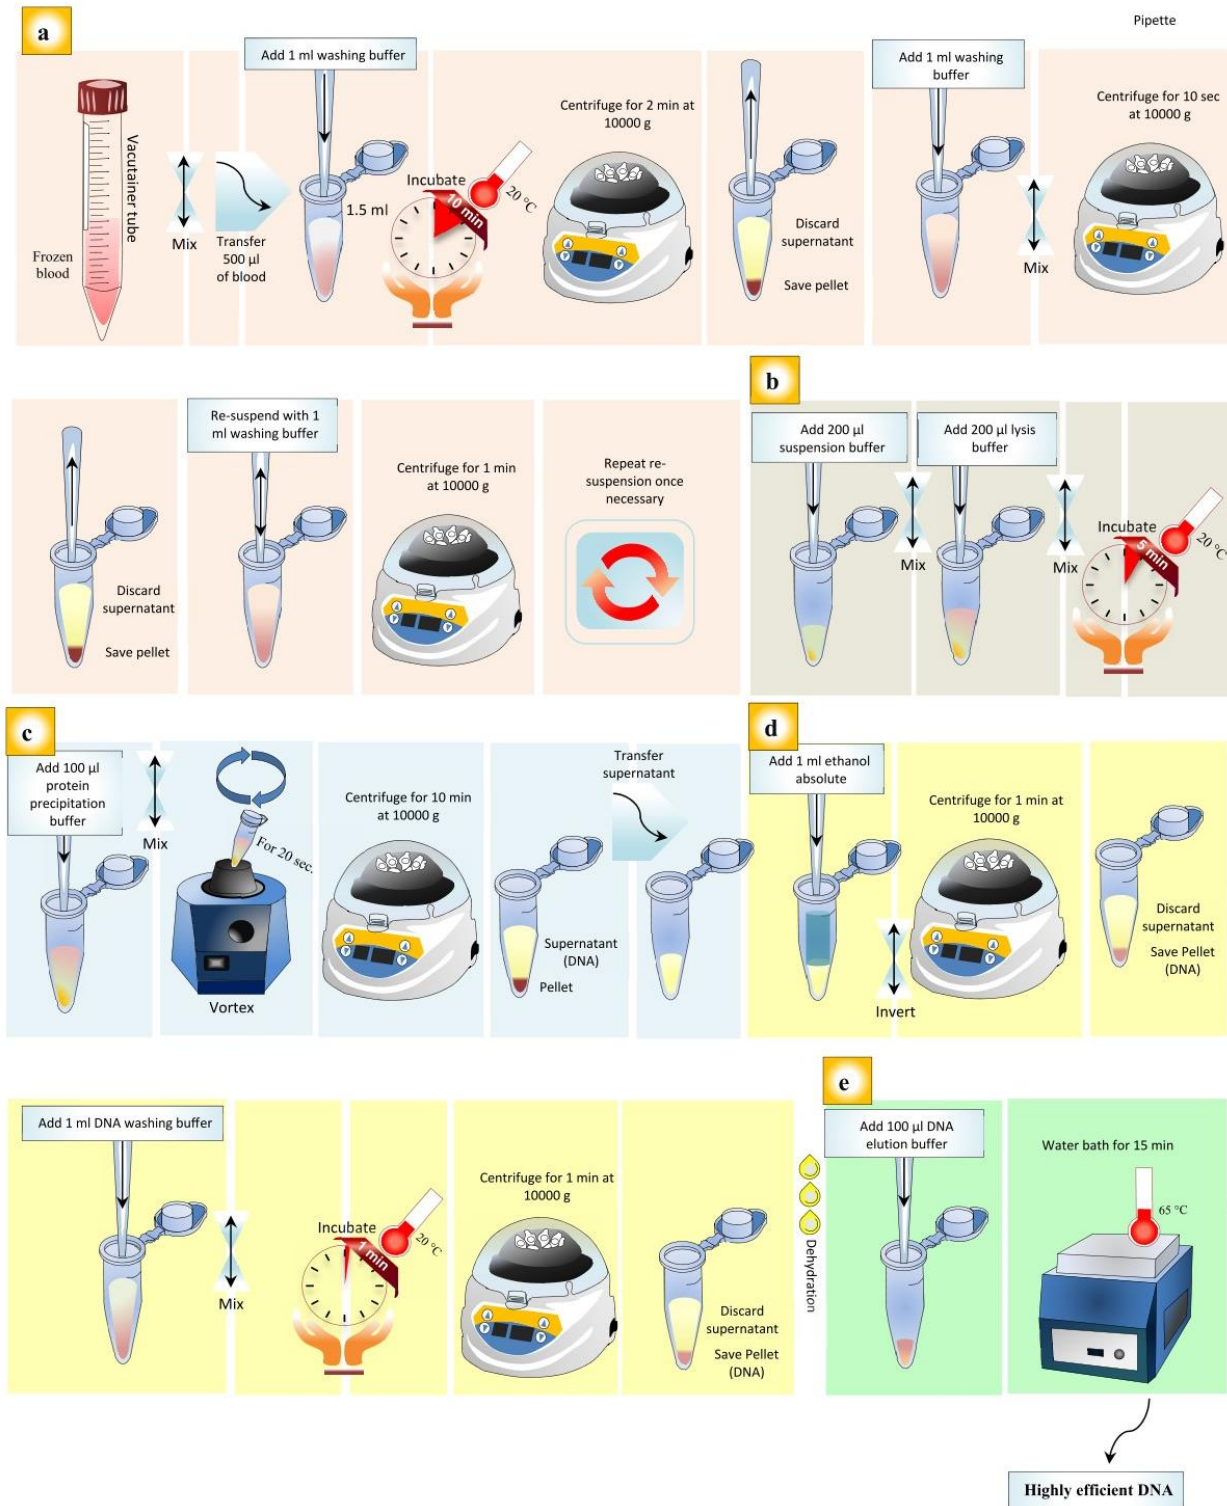 a
Pipette
Add 1 ml washing buffer
Add 1 ml washing
buffer
Vacutainer tube
Frozen
blood
Mix
Transfer
500 µl
of blood
1.5 ml
Incubate
10 min
20 °C
Centrifuge for 2 min at
10000 g
Discard
supernatant
Save pellet
Mix
Centrifuge for 10 sec
at 10000 g
Discard
supernatant
Save pellet
Re-suspend with 1
ml washing buffer
Centrifuge for 1 min
at 10000 g
Repeat re-
suspension once
necessary
b
Add 200 µl
suspension buffer
Mix
Add 200 µl lysis
buffer
Mix
Incubate
5 min
20 °C
c
Add 100 µl
protein
precipitation
buffer
Mix
For 20 sec.
Vortex
Centrifuge for 10 min
at 10000 g
Supernatant
(DNA)
Pellet
Transfer
supernatant
d
Add 1 ml ethanol
absolute
Invert
Centrifuge for 1 min at
10000 g
Discard
supernatant
Save Pellet
(DNA)
Add 1 ml DNA washing buffer
Mix
Incubate
1 min
20 °C
Centrifuge for 1 min at
10000 g
Discard
supernatant
Save Pellet
(DNA)
Dehydration
e
Add 100 µl DNA
elution buffer
Water bath for 15 min
65 °C
Highly efficient DNA